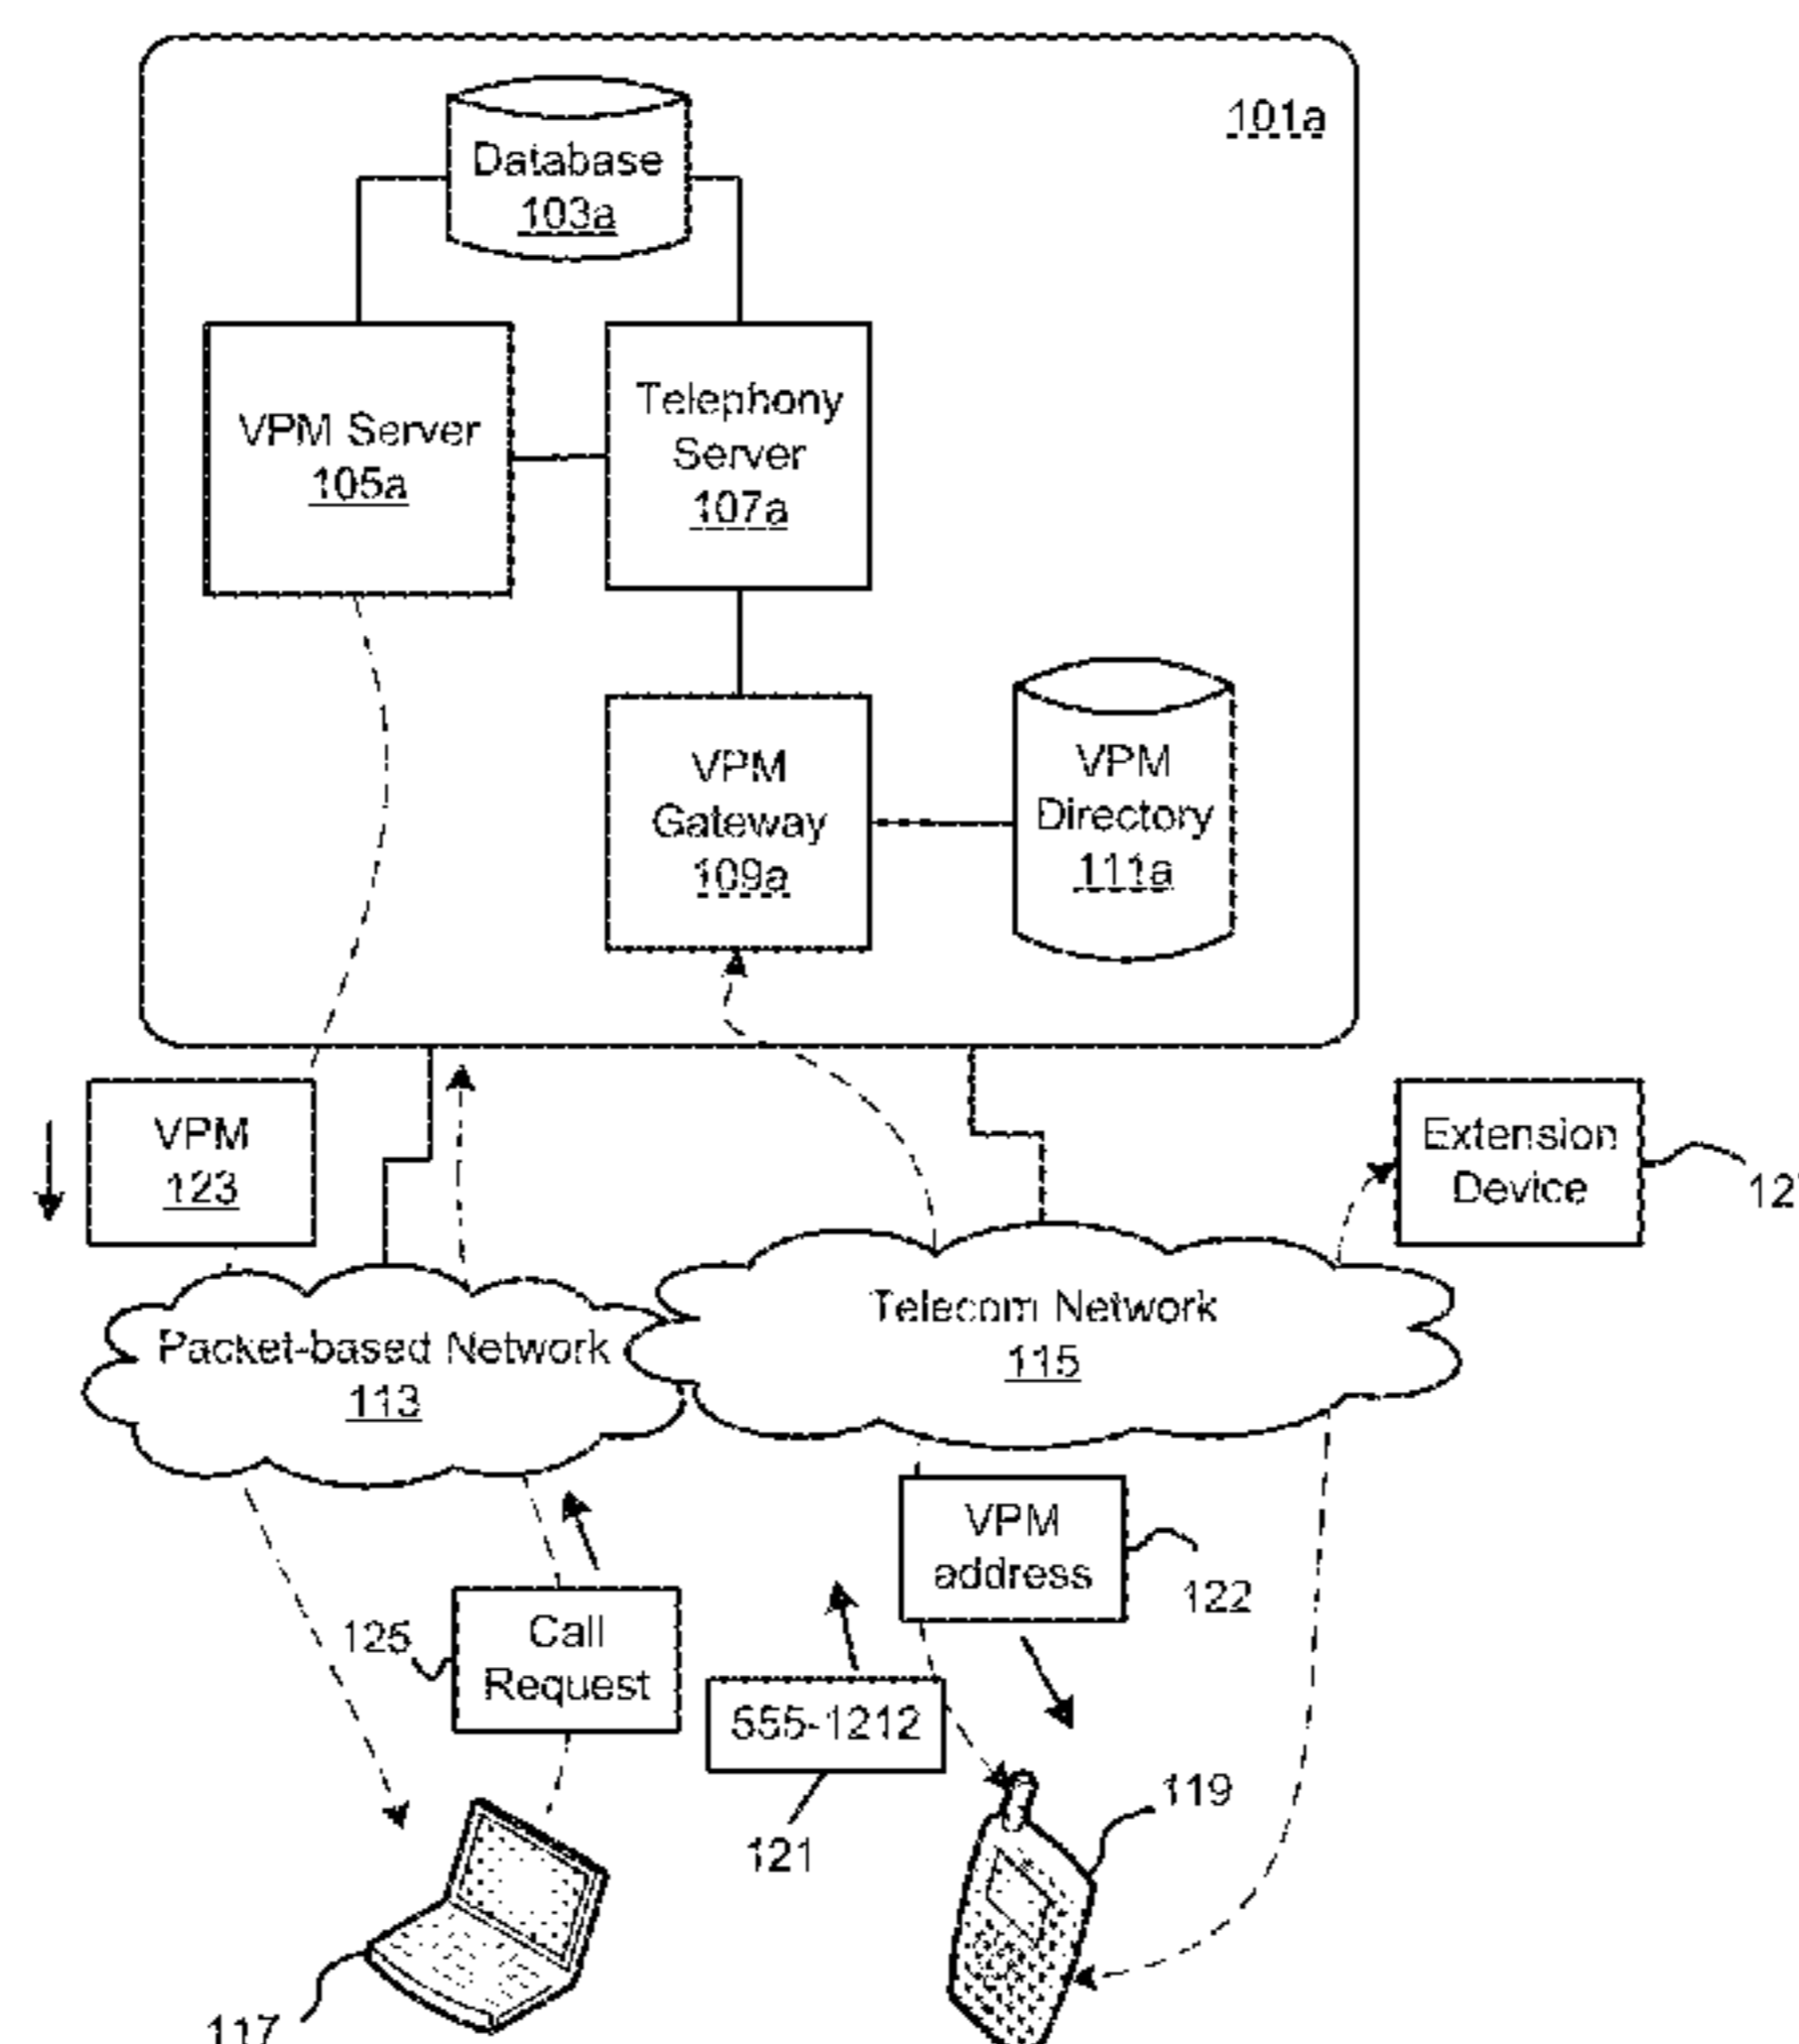 101a
Database
103a
VPM Server
105a
Telephony
Server
107a
VPM
Gateway
109a
VPM
Directory
111a
VPM
123
Extension
Device
Packet-based Network
113
Telecom Network
115
VPM
address
122
125
Call
Request
555-1212
121
119
117